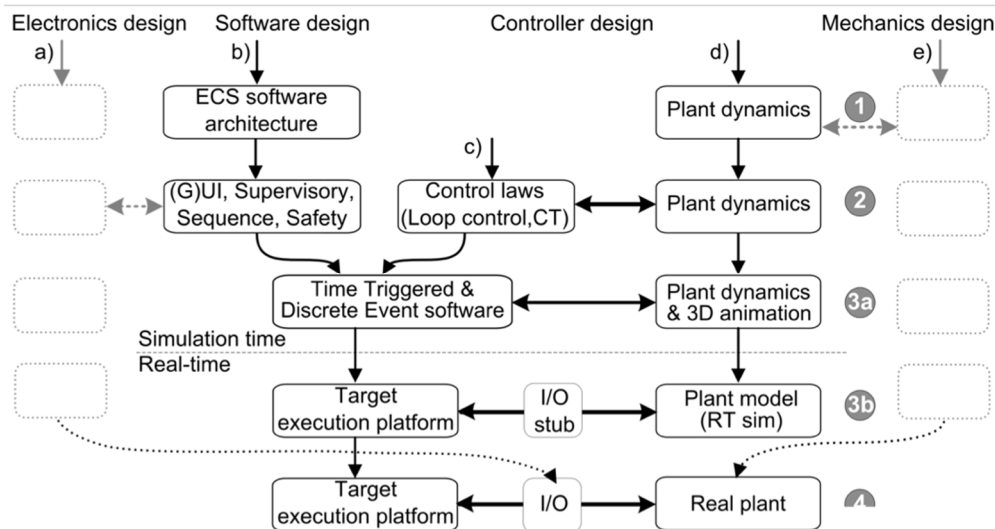 Electronics design
Software design
Controller design
Mechanics design
a)
b)
d)
e)
ECS software
architecture
Plant dynamics
1
c)
(G)UI, Supervisory,
Sequence, Safety
Control laws
(Loop control,CT)
Plant dynamics
2
Time Triggered &
Discrete Event software
Plant dynamics
& 3D animation
3a
Simulation time
Real-time
Target
execution platform
I/O
stub
Plant model
(RT sim)
3b
Target
execution platform
I/O
Real plant
4